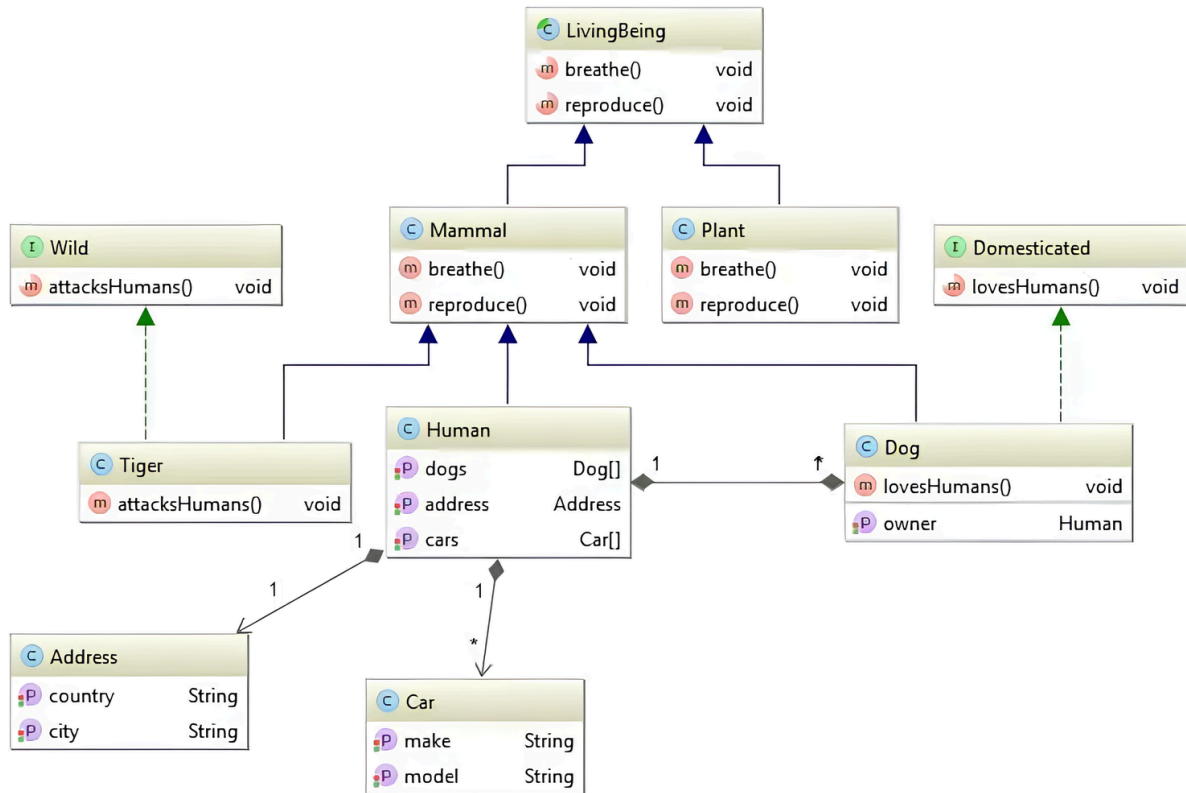 LivingBeing
breathe() void
reproduce() void
Mammal
breathe() void
reproduce() void
Plant
breathe() void
reproduce() void
Wild
attacksHumans() void
Domesticated
lovesHumans() void
Tiger
attacksHumans() void
Human
dogs Dog[]
address Address
cars Car[]
1
Dog
lovesHumans() void
owner Human
1
1
1
*
Address
country String
city String
Car
make String
model String